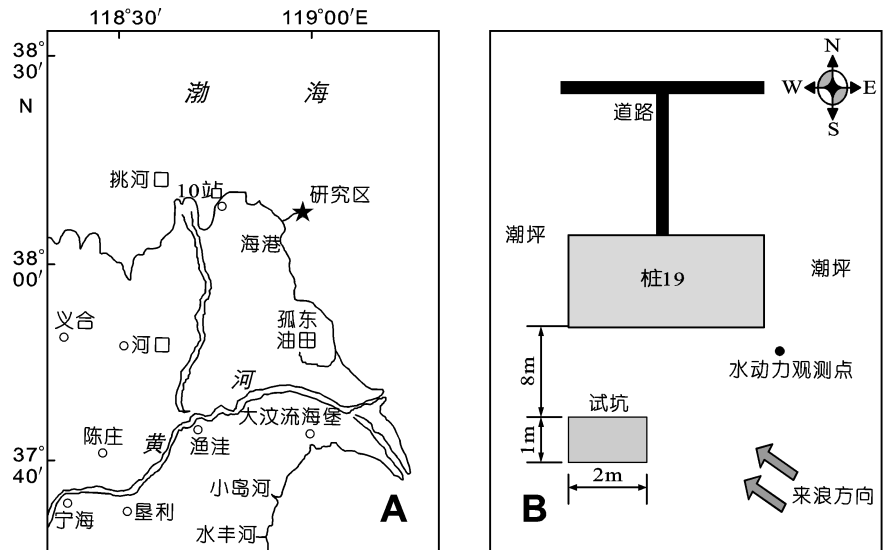 118°30′
119°00′E
38°
30′
N
渤 海
挑河口
10站
研究区
海港
38°
00′
义合
河口
孤东
油田
河
大汶流海堡
陈庄
黄
渔洼
37°
40′
小岛河
宁海
垦利
水丰河
A
N
W
E
S
道路
潮坪
潮坪
桩19
水动力观测点
8m
试坑
1m
2m
来浪方向
B